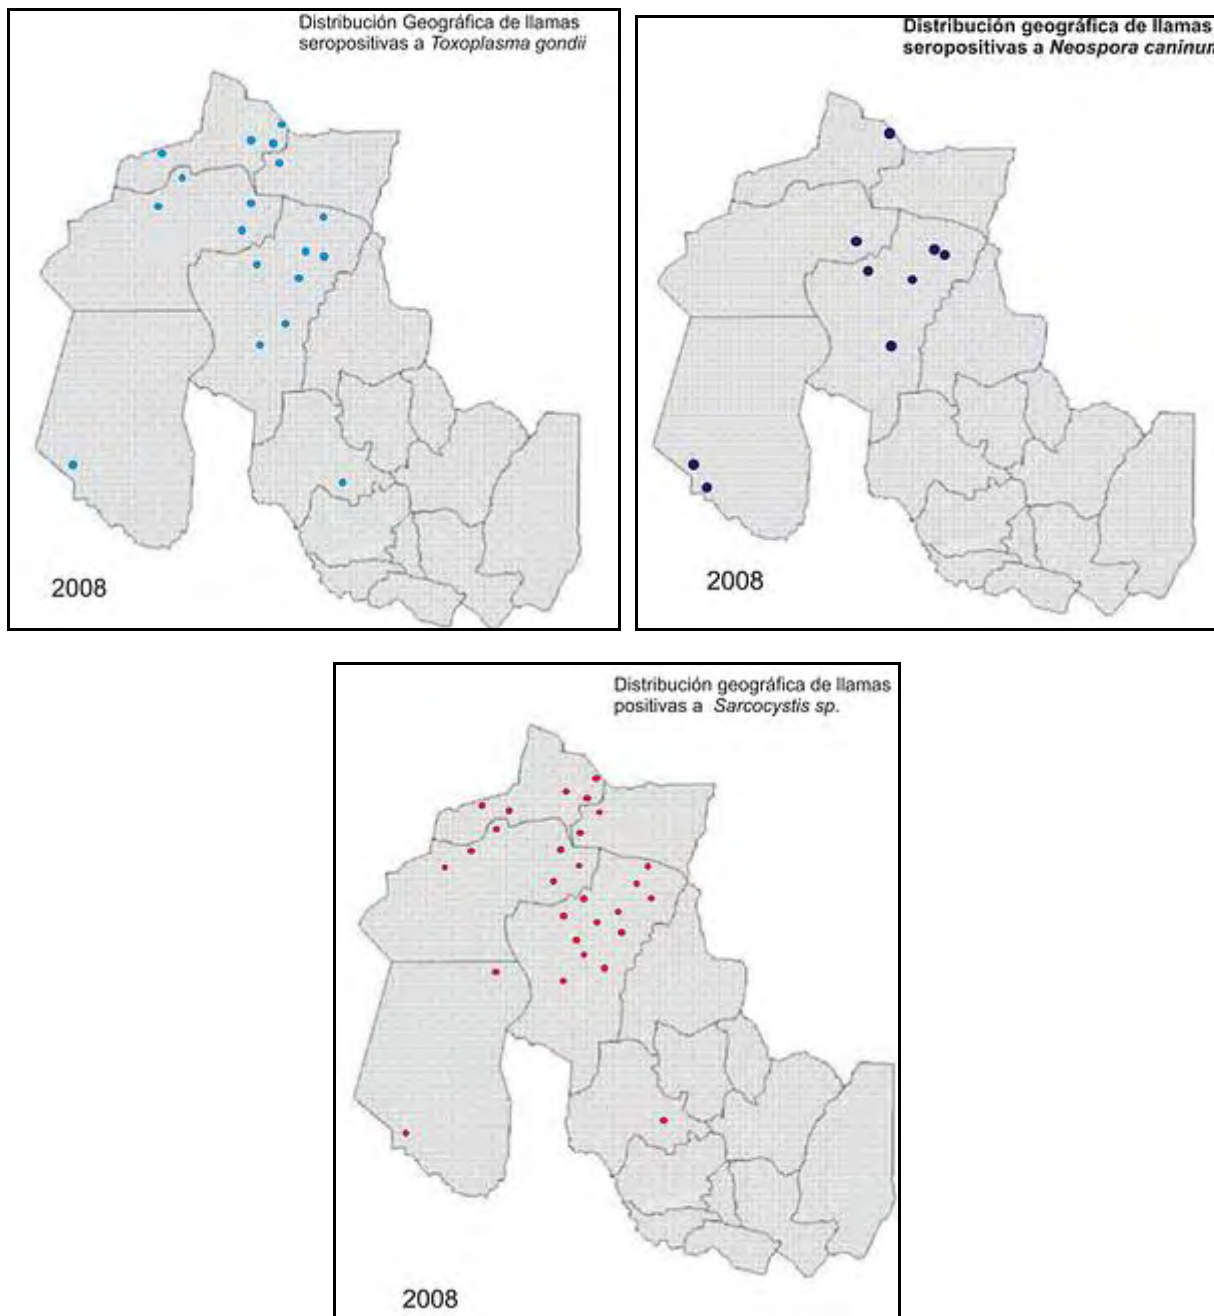 Distribución Geográfica de llamas
seropositivas a Toxoplasma gondii
2008
Distribución geográfica de llamas
seropositivas a Neospora caninum
2008
Distribución geográfica de llamas
positivas a Sarcocystis sp.
2008